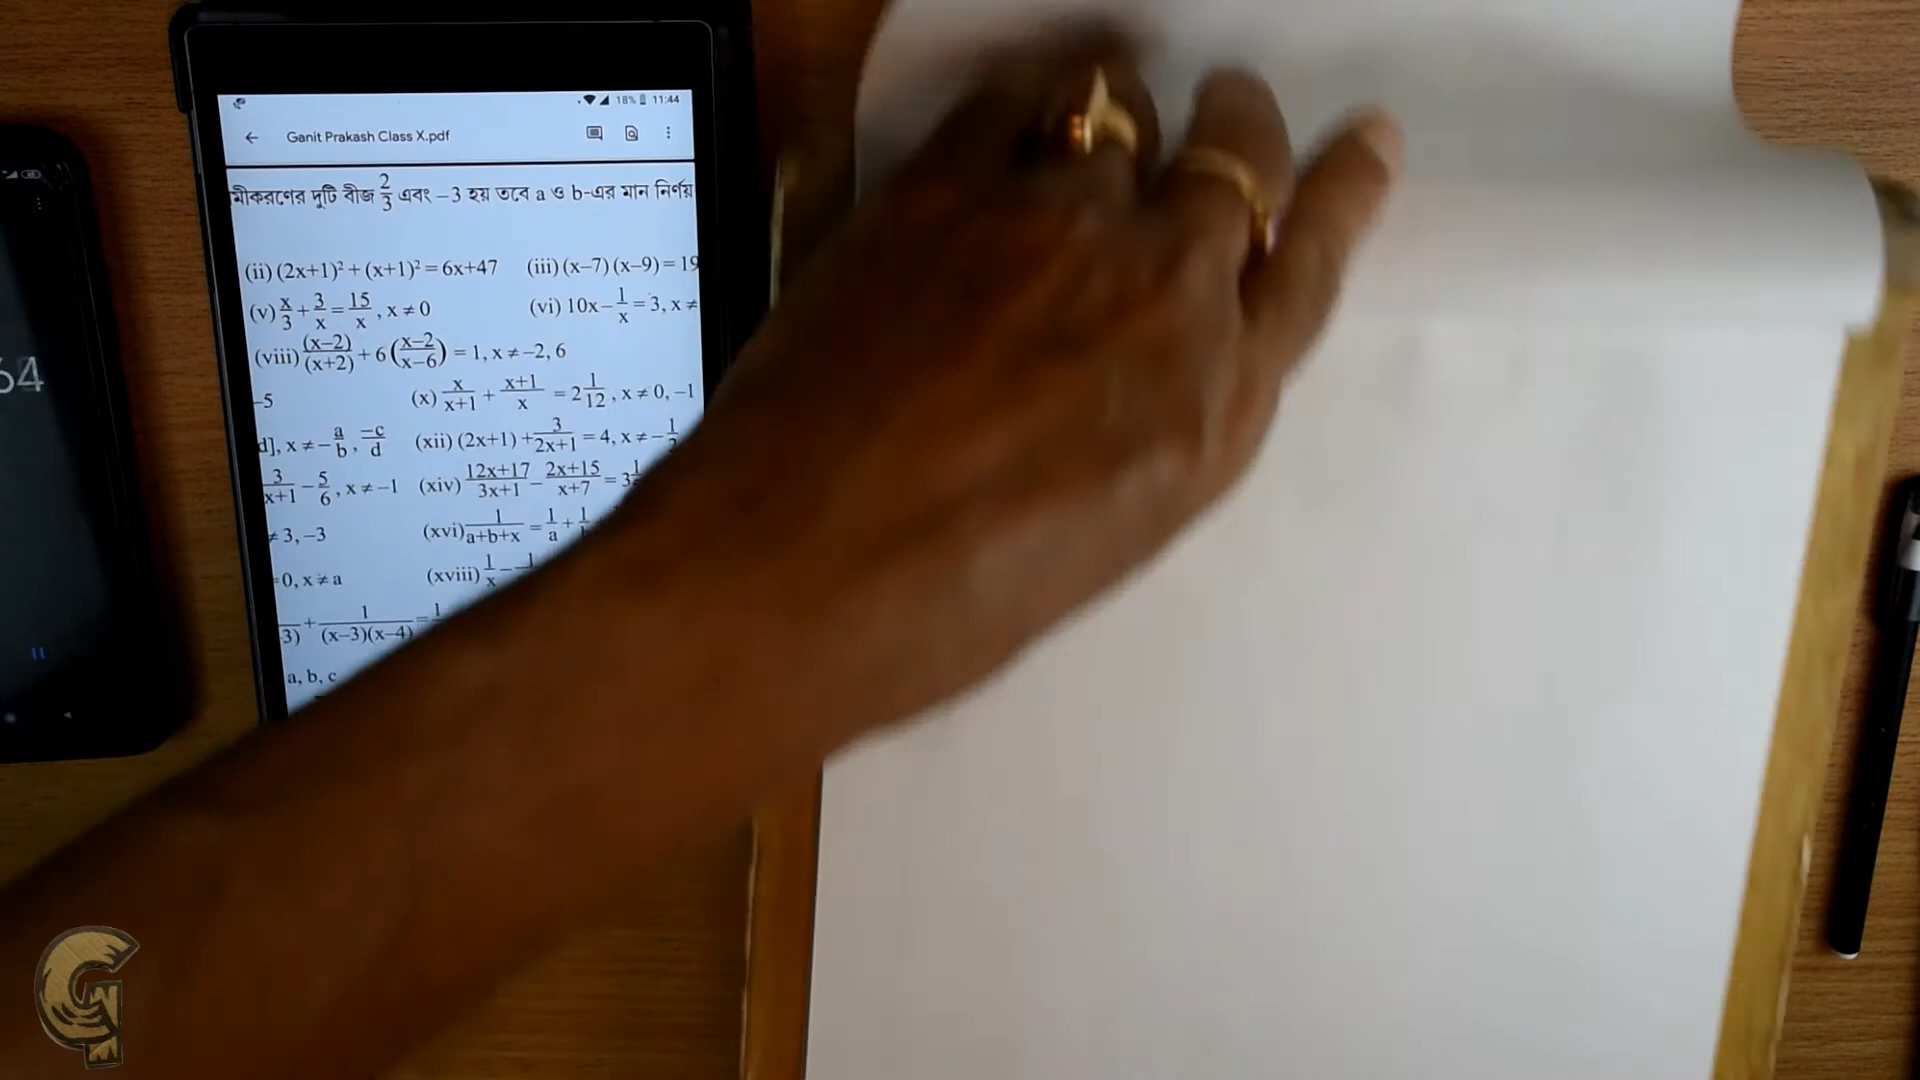 18% 11:44
Ganit Prakash Class X.pdf
মীকরণের দুটি বীজ 2/3 এবং –3 হয় তবে a ও b-এর মান নির্ণয়
(ii) (2x+1)² + (x+1)² = 6x+47 (iii) (x–7) (x–9) = 19
(v) x/3 + 3/x = 15/x , x ≠ 0 (vi) 10x – 1/x = 3, x ≠
(viii) (x–2)/(x+2) + 6 (x–2/x–6) = 1, x ≠ –2, 6
–5 (x) x/x+1 + x+1/x = 2 1/12 , x ≠ 0, –1
d], x ≠ – a/b , –c/d (xii) (2x+1) + 3/2x+1 = 4, x ≠ – 1/
3/x+1 – 5/6 , x ≠ –1 (xiv) 12x+17/3x+1 – 2x+15/x+7 = 3
≠ 3, –3 (xvi) 1/a+b+x = 1/a + 1/
=0, x ≠ a (xviii) 1/x –
3) + 1/(x–3)(x–4) =
a, b, c
64